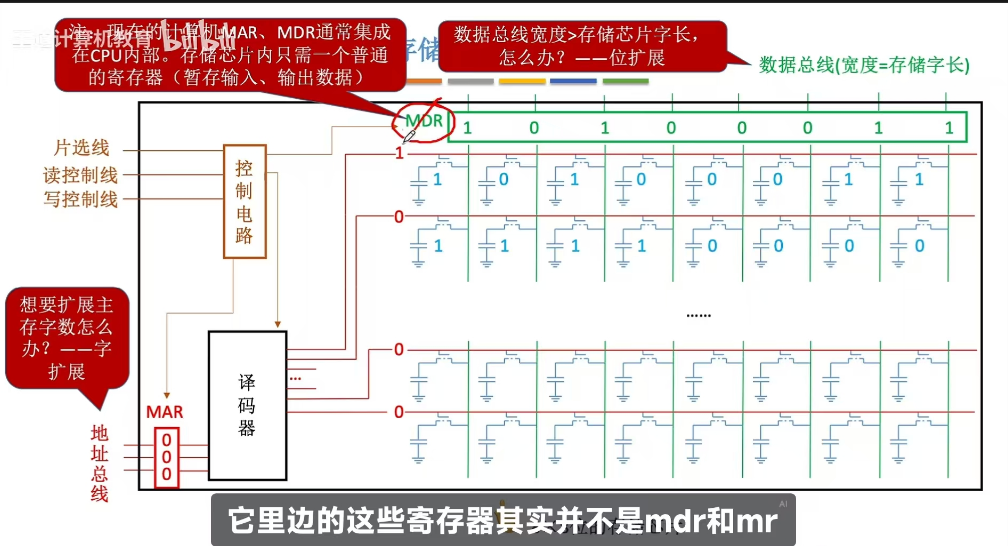 王道计算机教育 bilibili
注：现在的计算机MAR、MDR通常集成
在CPU内部。存储芯片内只需一个普通
的寄存器（暂存输入、输出数据）
存储
数据总线宽度>存储芯片字长，
怎么办？——位扩展
数据总线(宽度=存储字长)
MDR 1 0 1 0 0 0 1 1
片选线
读控制线
写控制线
控制电路
1
1 0 1 0 0 0 1 1
0
1 1 1 1 0 0 0 0
……
想要扩展主
存字数怎么
办？——字
扩展
译码器
...
0
0
MAR
地址总线
0
0
0
它里边的这些寄存器其实并不是mdr和mr
AI